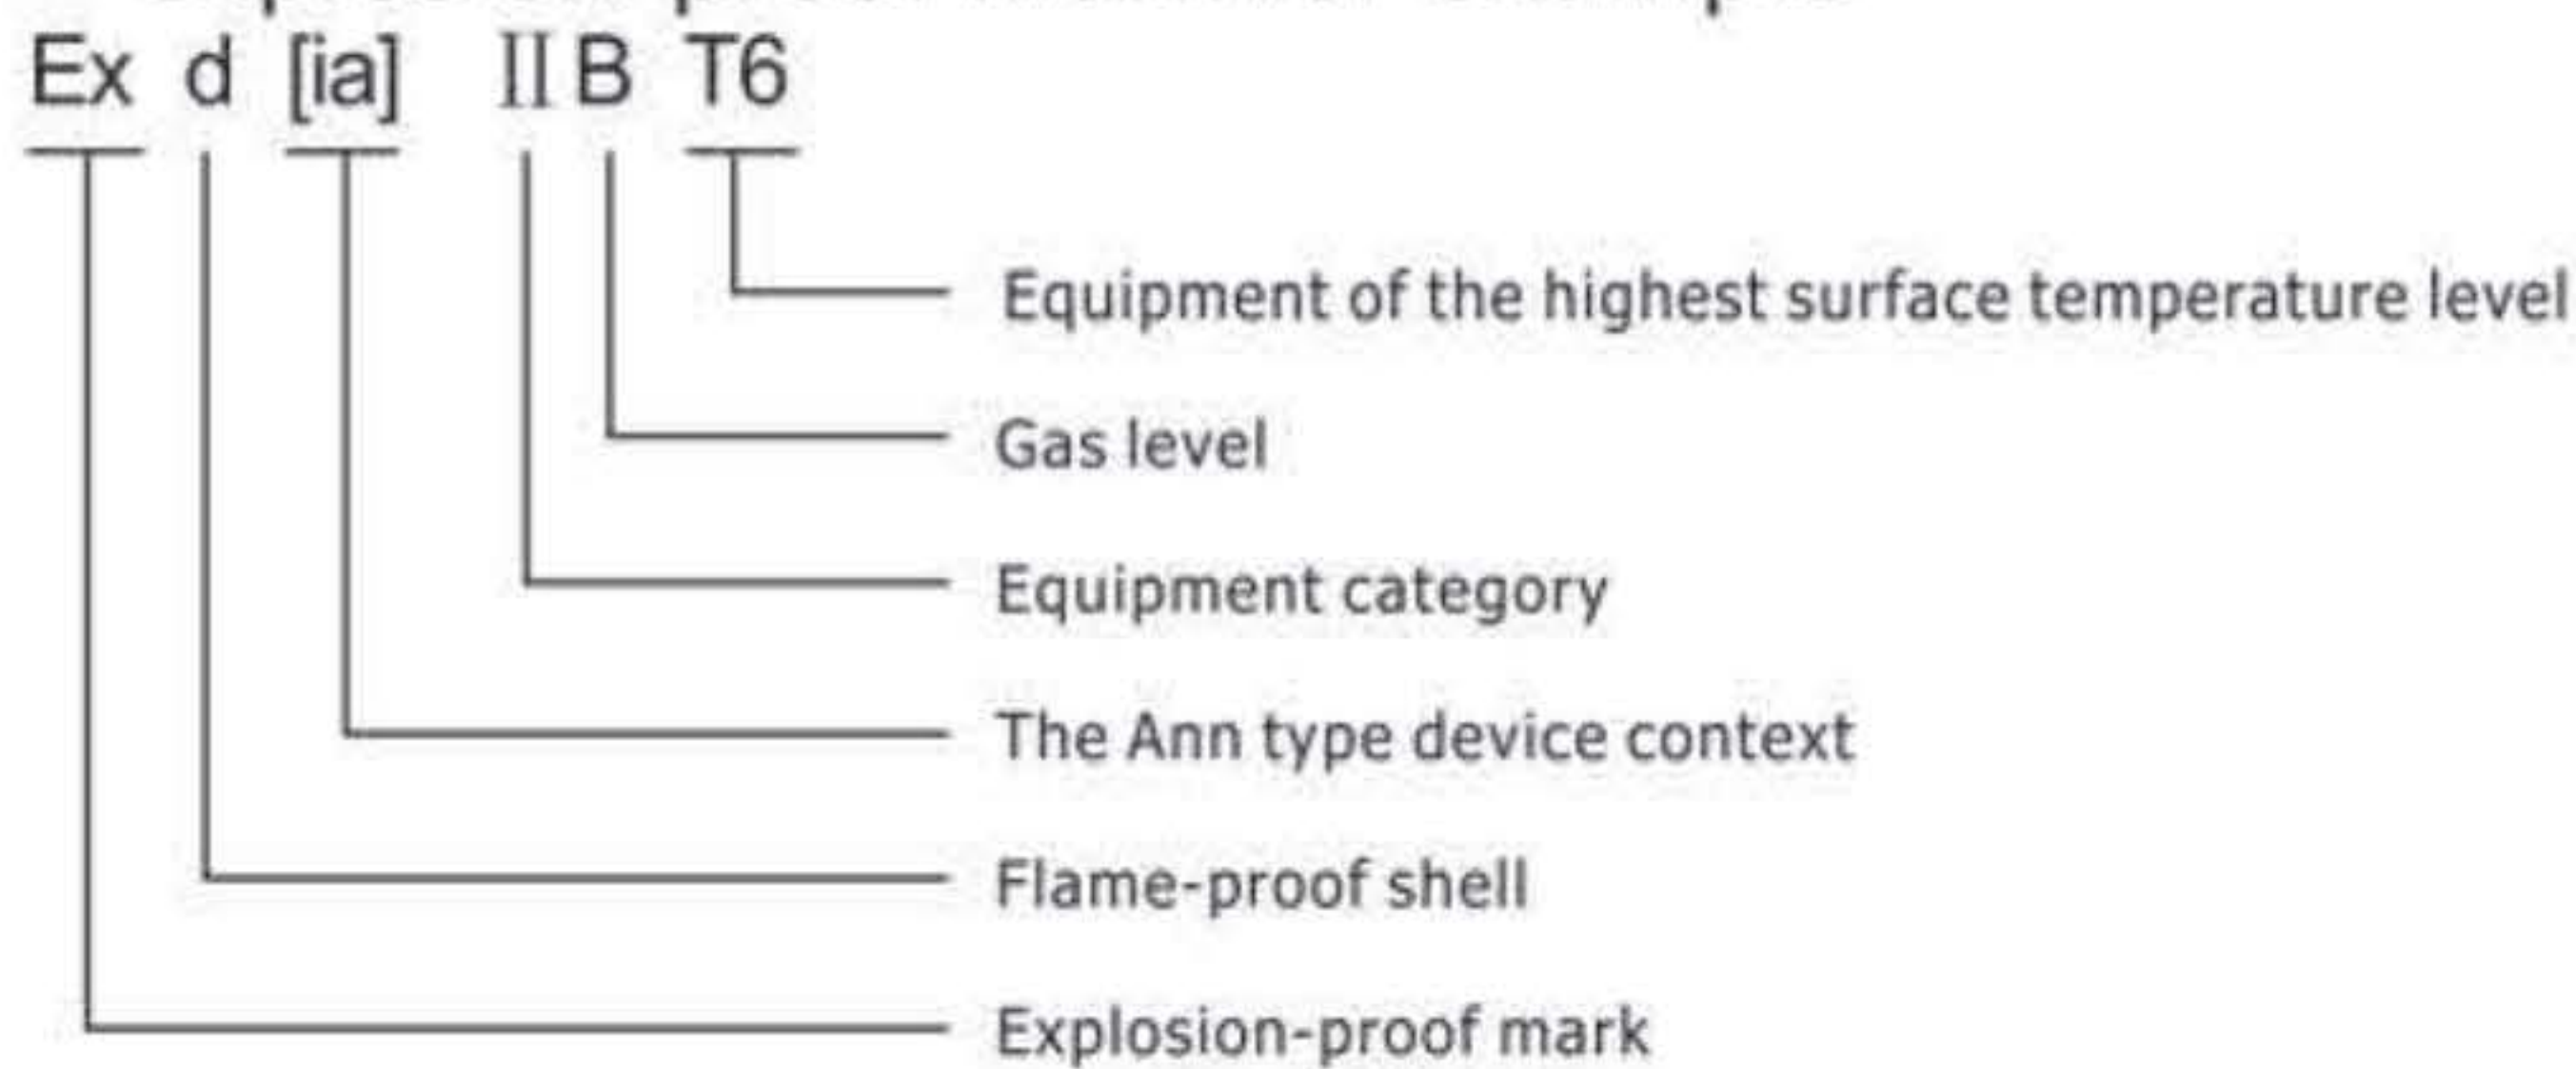 Ex d [ia] II B T6
Equipment of the highest surface temperature level
Gas level
Equipment category
The Ann type device context
Flame-proof shell
Explosion-proof mark